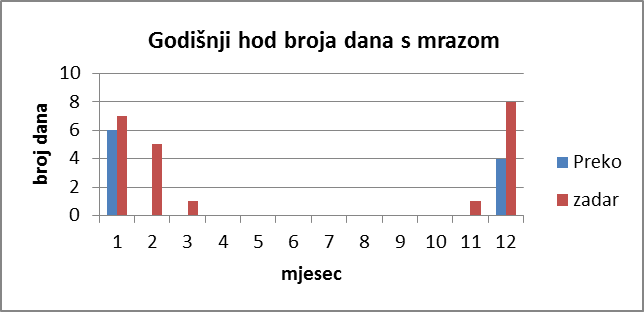 Godišnji hod broja dana s mrazom
broj dana
10
8
6
4
2
0
1 2 3 4 5 6 7 8 9 10 11 12
mjesec
Preko
zadar